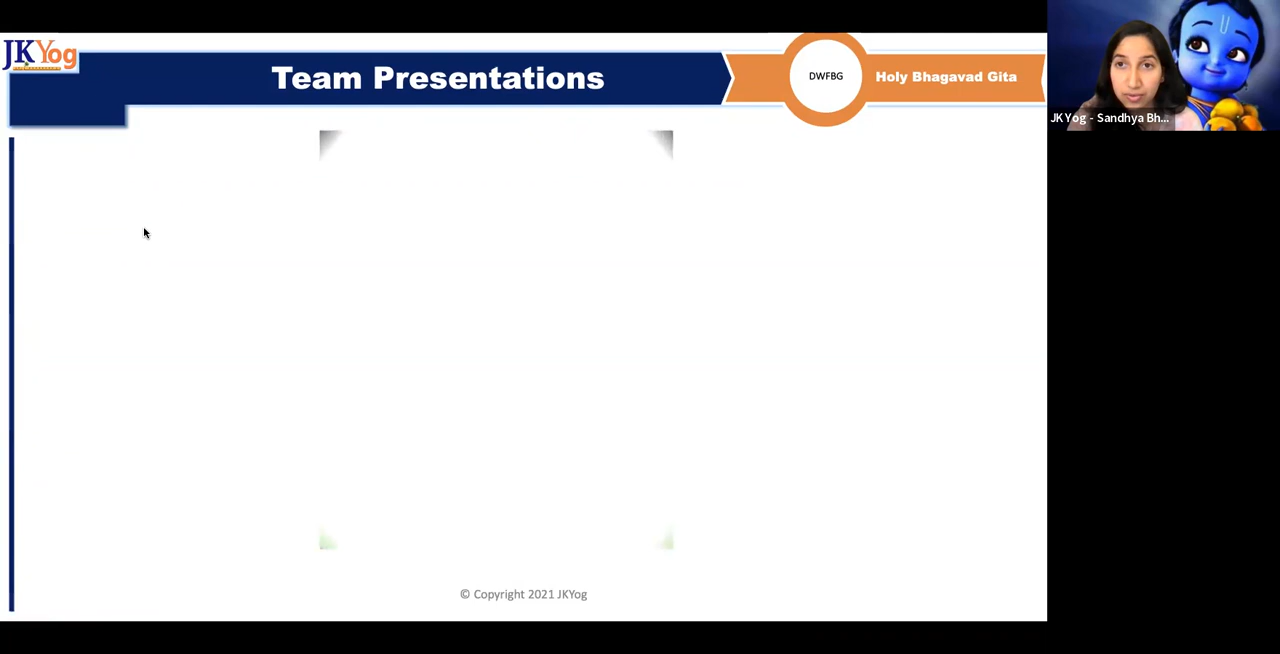 JKYog
Team Presentations
DWFBG
Holy Bhagavad Gita
JKYog - Sandhya Bh...
© Copyright 2021 JKYog